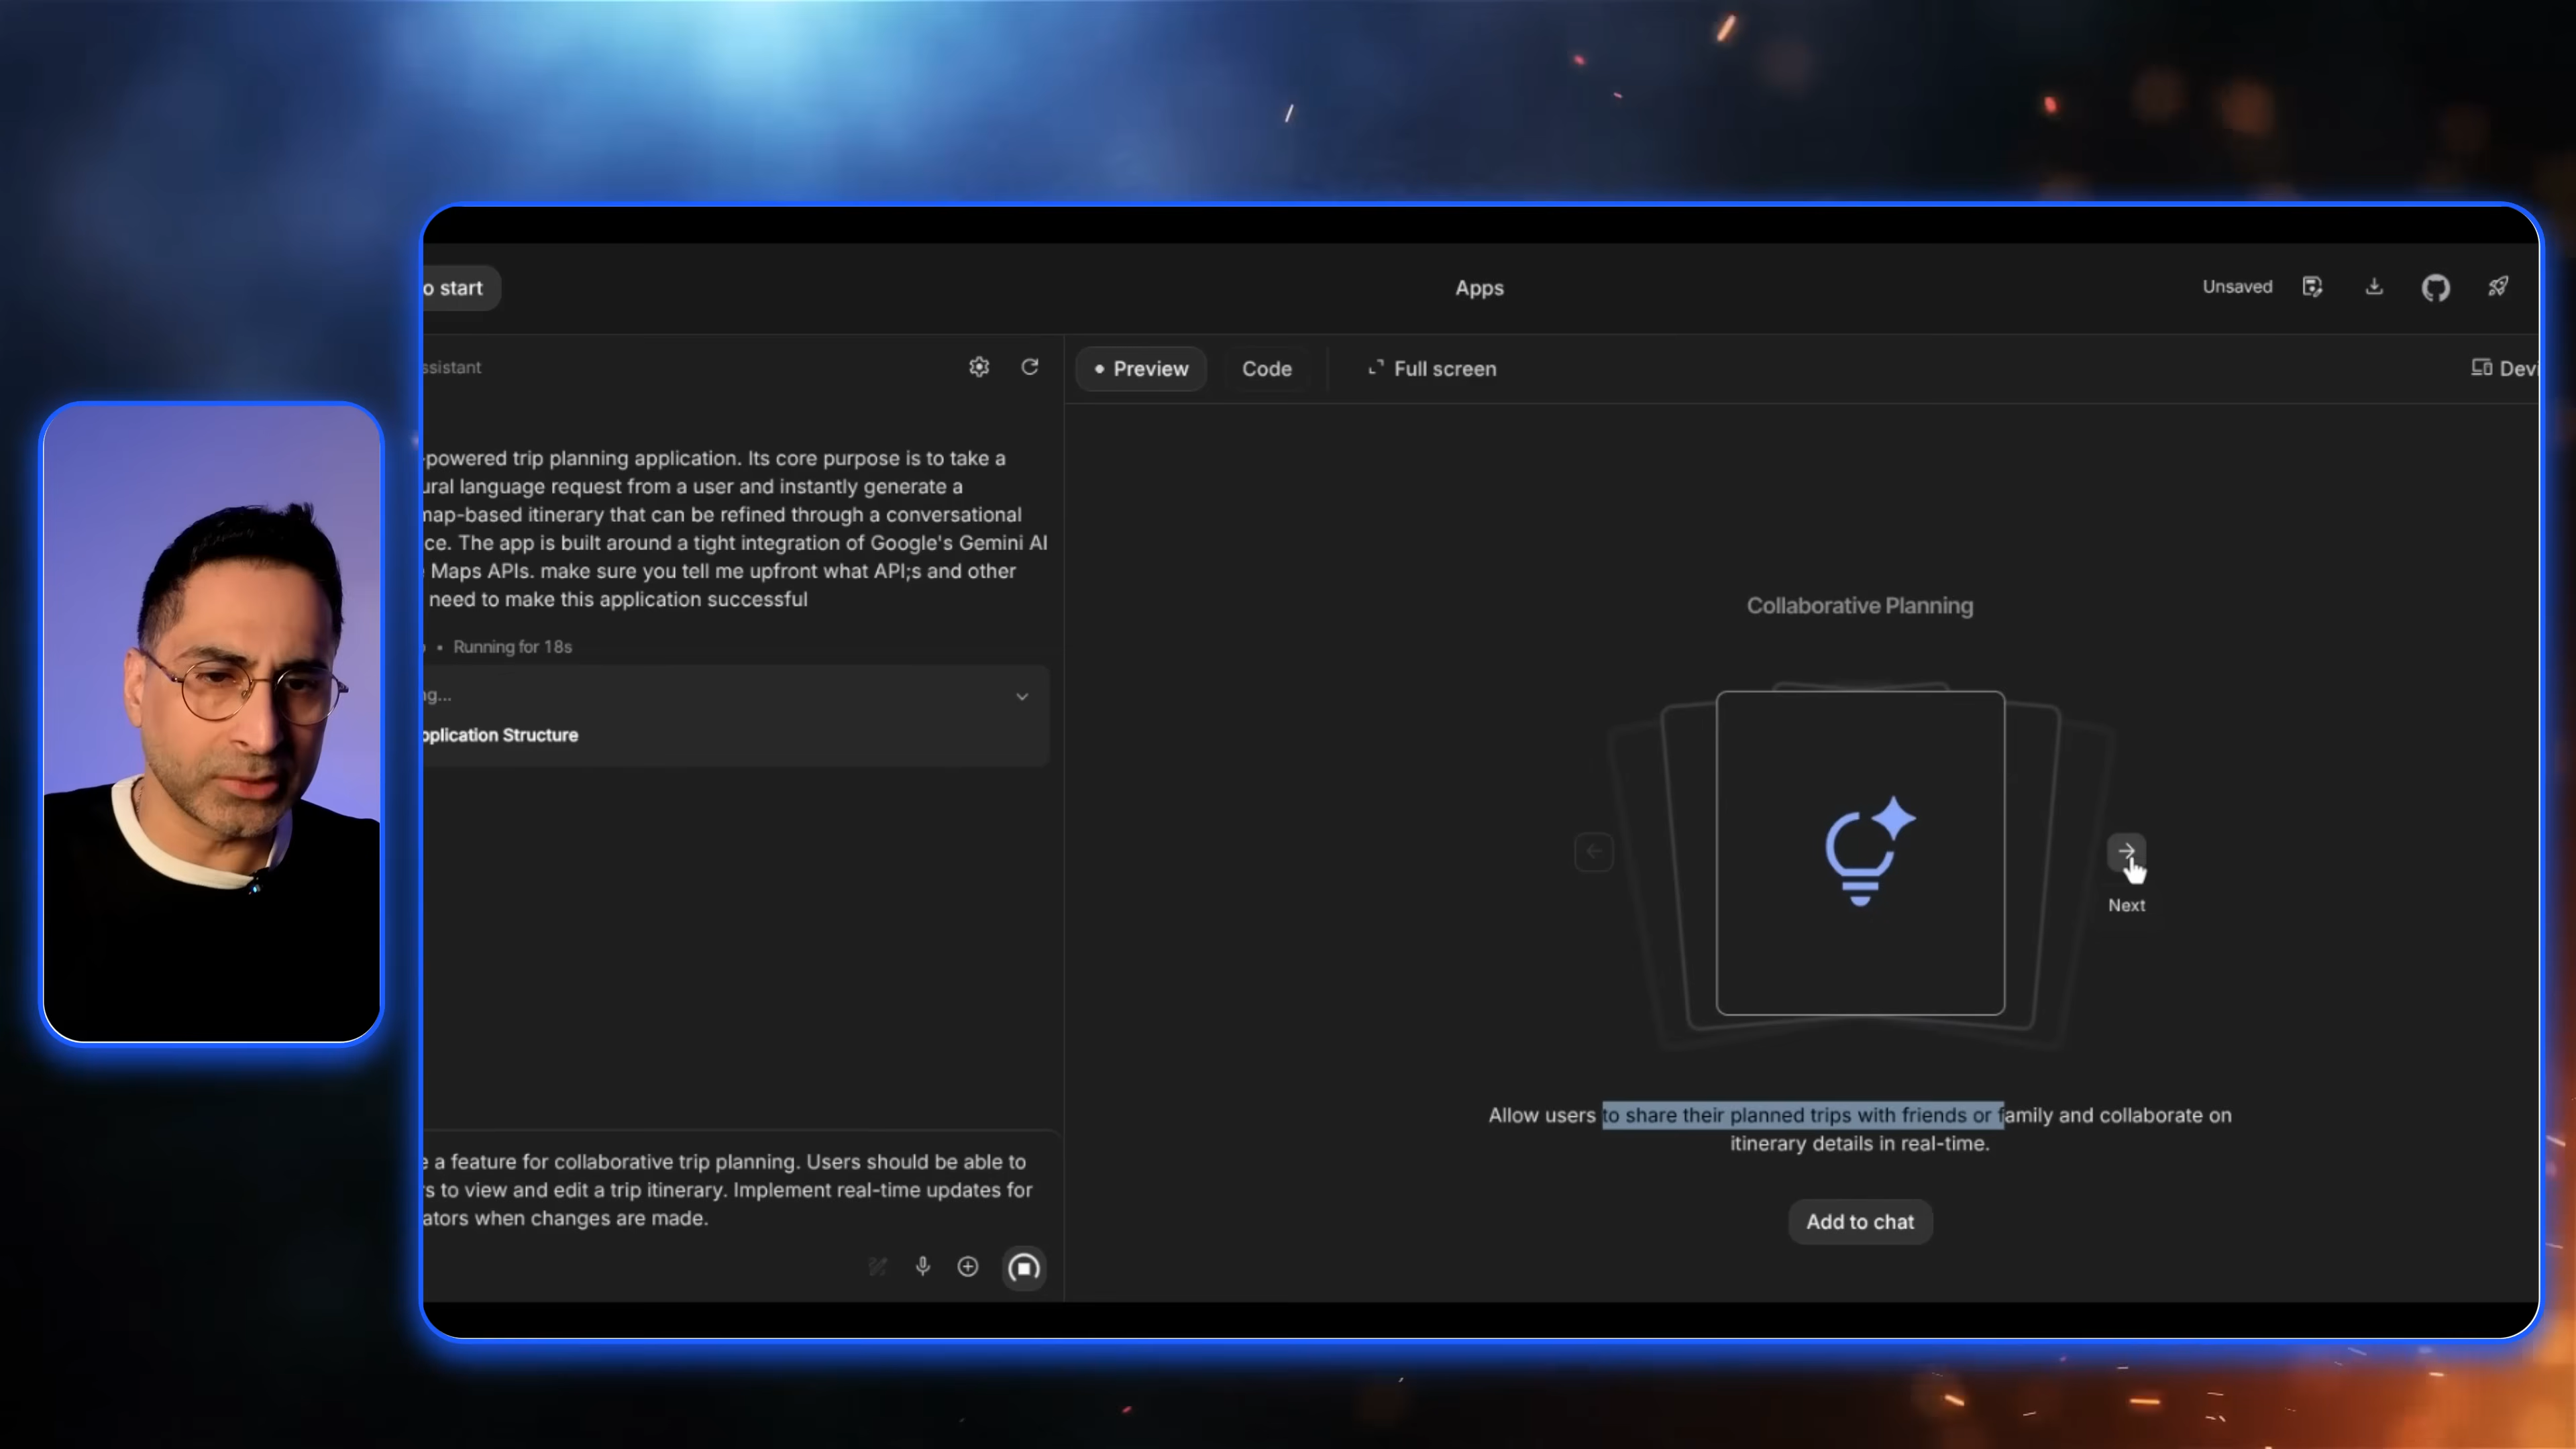 o start
Apps
Unsaved
ssistant
Preview
Code
Full screen
Devi
-powered trip planning application. Its core purpose is to take a
ural language request from a user and instantly generate a
map-based itinerary that can be refined through a conversational
ce. The app is built around a tight integration of Google's Gemini AI
Maps APIs. make sure you tell me upfront what API;s and other
need to make this application successful
• Running for 18s
ng...
pplication Structure
e a feature for collaborative trip planning. Users should be able to
rs to view and edit a trip itinerary. Implement real-time updates for
ators when changes are made.
Collaborative Planning
Next
Allow users to share their planned trips with friends or family and collaborate on
itinerary details in real-time.
Add to chat